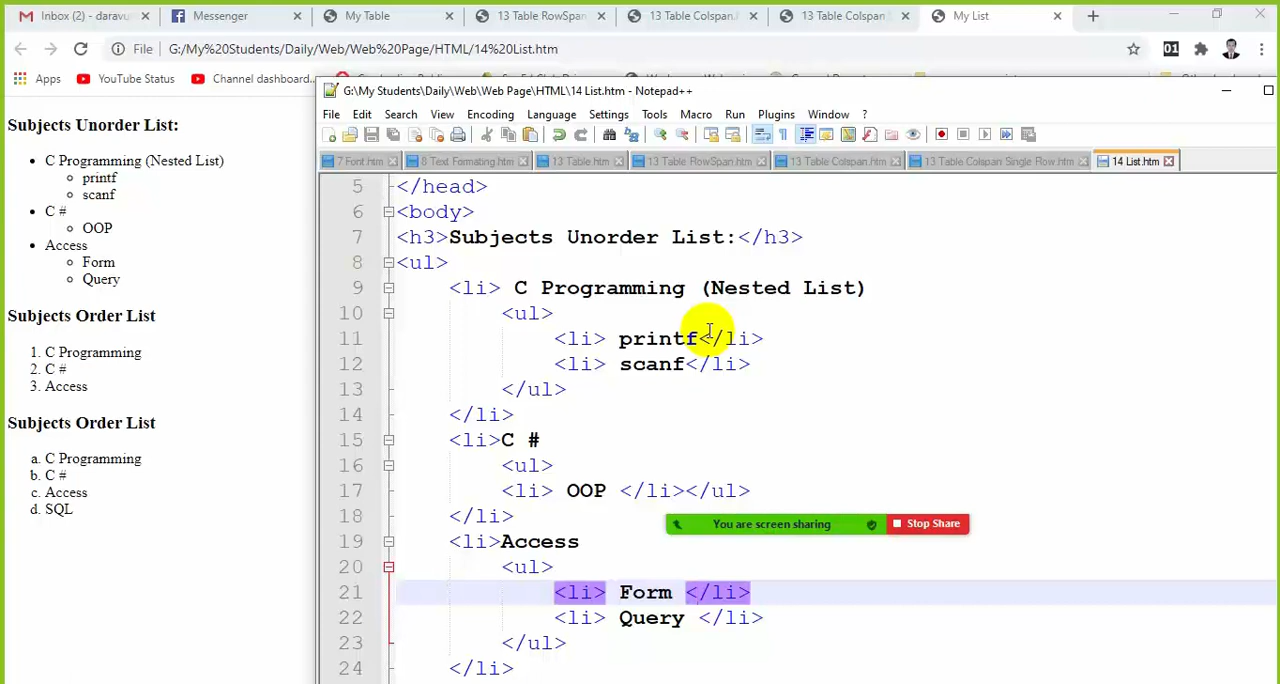 Inbox (2) - daravu
Messenger
My Table
13 Table RowSpan
13 Table Colspan.h
13 Table Colspan
My List
File
G:/My%20Students/Daily/Web/Web%20Page/HTML/14%20List.htm
01
Apps
YouTube Status
Channel dashboard...
G:\My Students\Daily\Web\Web Page\HTML\14 List.htm - Notepad++
File Edit Search View Encoding Language Settings Tools Macro Run Plugins Window ?
7 Font.htm
8 Text Formating.htm
13 Table.htm
13 Table RowSpan.htm
13 Table Colspan.htm
13 Table Colspan Single Row.htm
14 List.htm
Subjects Unorder List:
• C Programming (Nested List)
◦ printf
◦ scanf
• C #
◦ OOP
• Access
◦ Form
◦ Query
Subjects Order List
1. C Programming
2. C #
3. Access
Subjects Order List
a. C Programming
b. C #
c. Access
d. SQL
5 </head>
6 <body>
7 <h3>Subjects Unorder List:</h3>
8 <ul>
9 <li> C Programming (Nested List)
10 <ul>
11 <li> printf</li>
12 <li> scanf</li>
13 </ul>
14 </li>
15 <li>C #
16 <ul>
17 <li> OOP </li></ul>
18 </li>
You are screen sharing
Stop Share
19 <li>Access
20 <ul>
21 <li> Form </li>
22 <li> Query </li>
23 </ul>
24 </li>